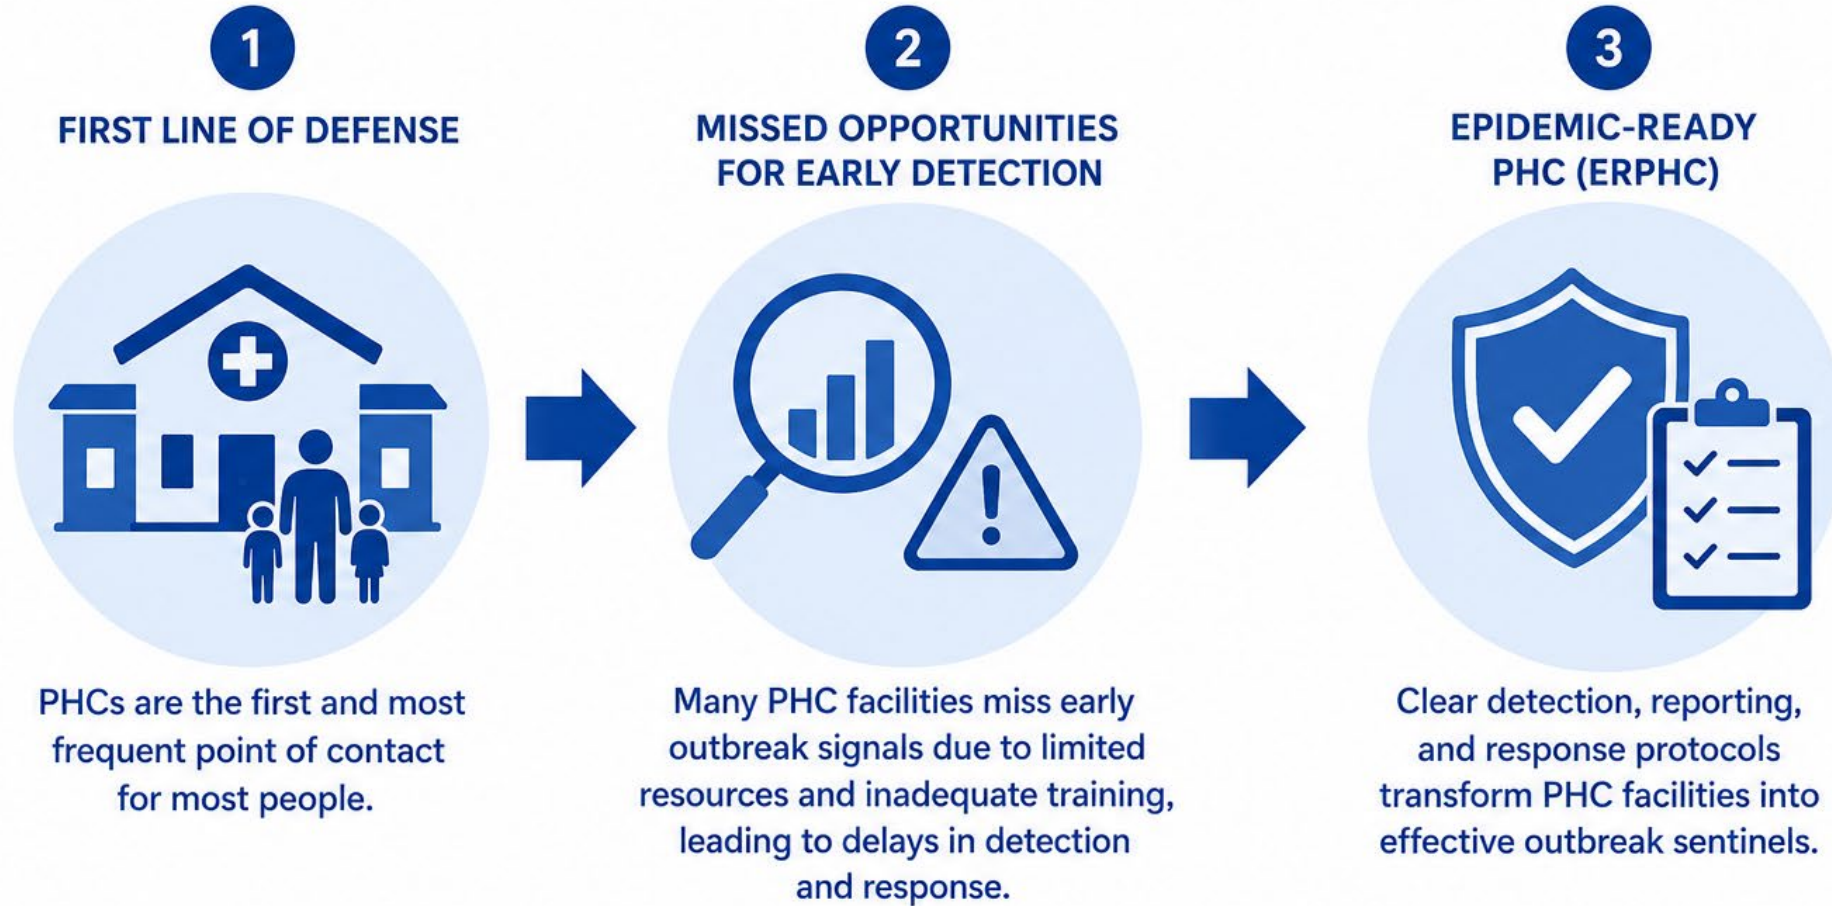 1
FIRST LINE OF DEFENSE
PHCs are the first and most
frequent point of contact
for most people.
2
MISSED OPPORTUNITIES
FOR EARLY DETECTION
Many PHC facilities miss early
outbreak signals due to limited
resources and inadequate training,
leading to delays in detection
and response.
3
EPIDEMIC-READY
PHC (ERPHC)
Clear detection, reporting,
and response protocols
transform PHC facilities into
effective outbreak sentinels.